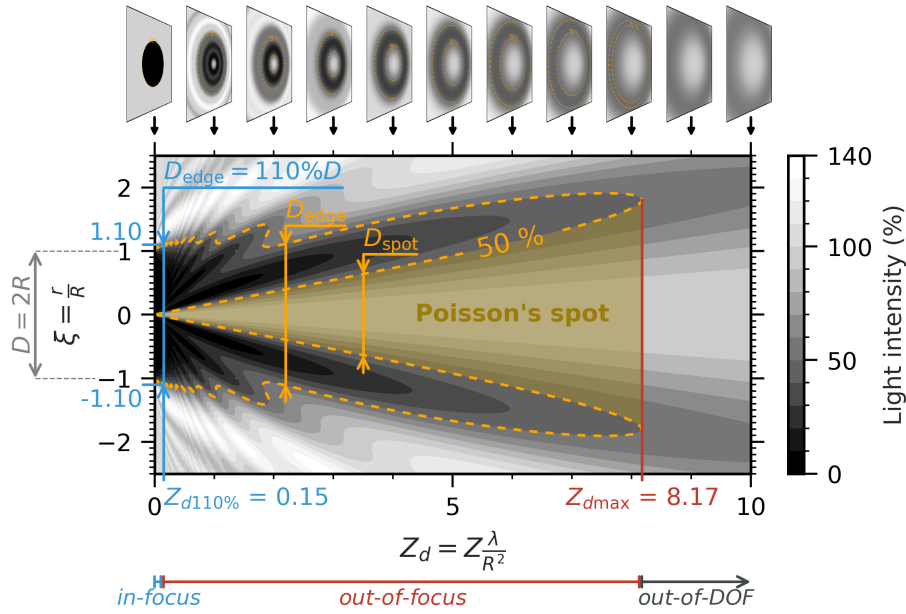 D_edge = 110%D
D_edge
D_spot
50 %
Poisson's spot
1.10
-1.10
D = 2R
ξ = r/R
2
1
0
−1
−2
0
5
10
Z_d110% = 0.15
Z_dmax = 8.17
Z_d = Z λ/R²
in-focus
out-of-focus
out-of-DOF
140
100
50
0
Light intensity (%)